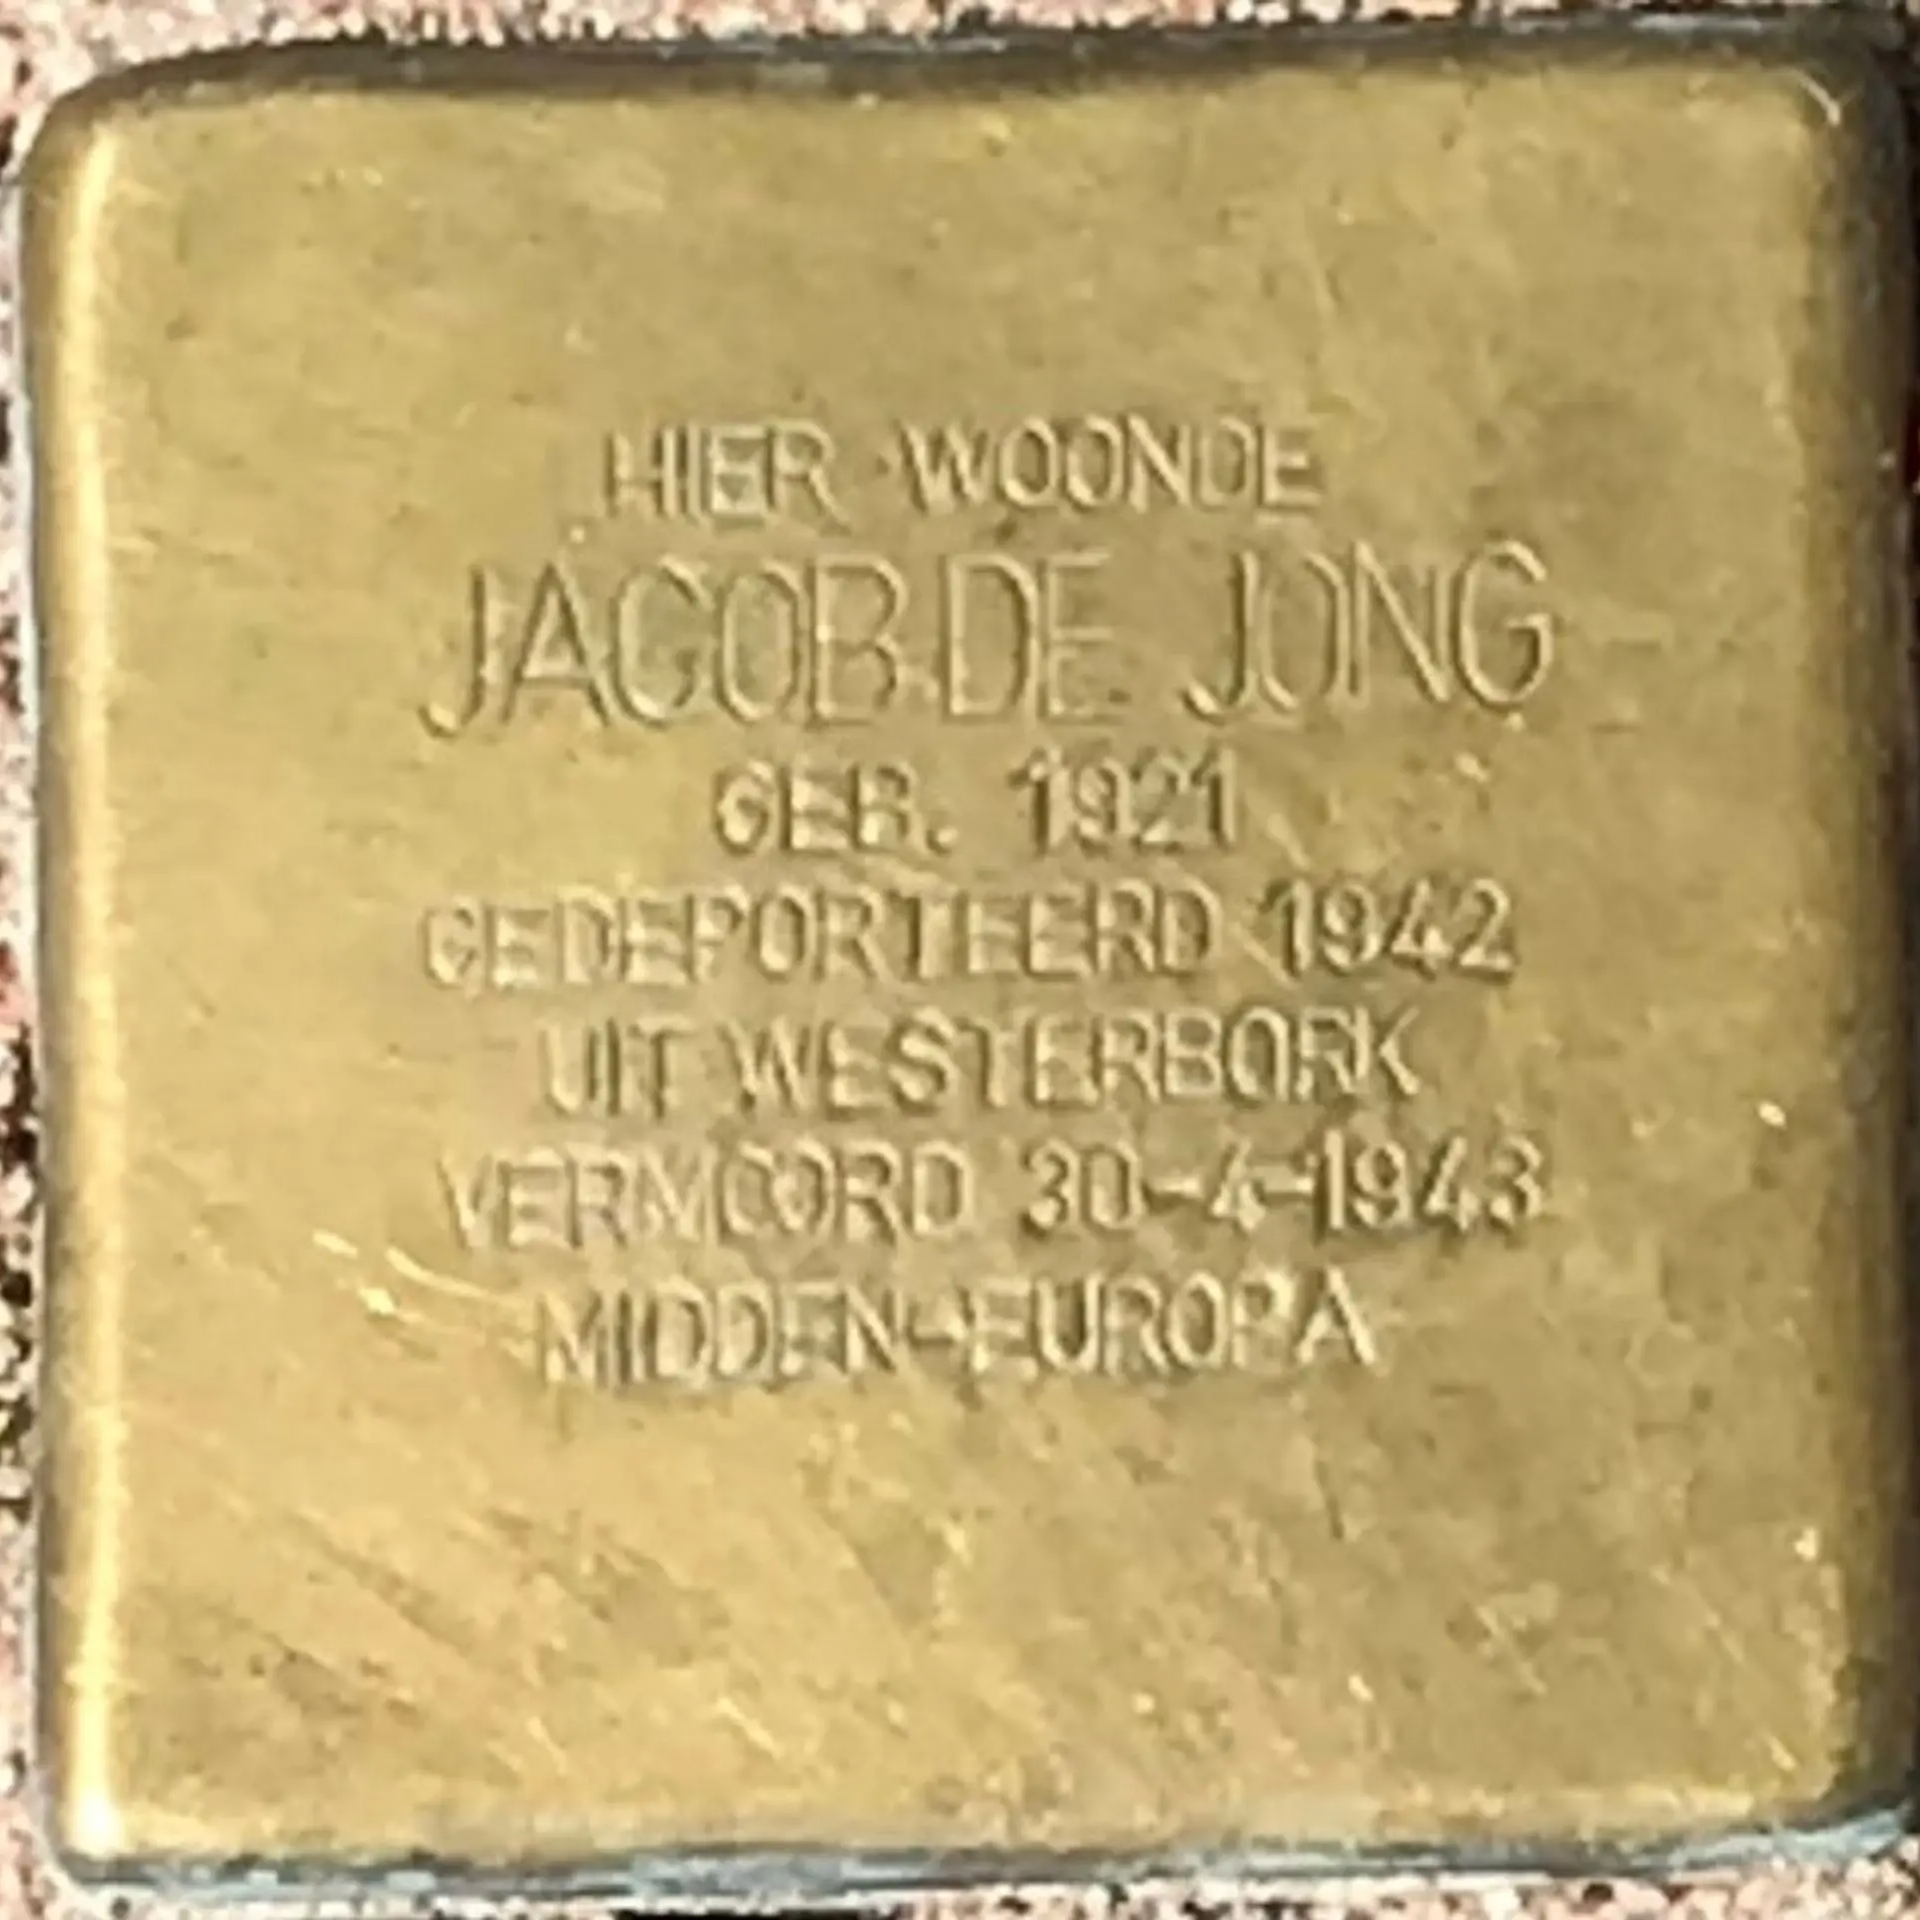 HIER WOONDE
JACOB DE JONG
GEB. 1921
GEDEPORTEERD 1942
UIT WESTERBORK
VERMOORD 30-4-1943
MIDDEN-EUROPA